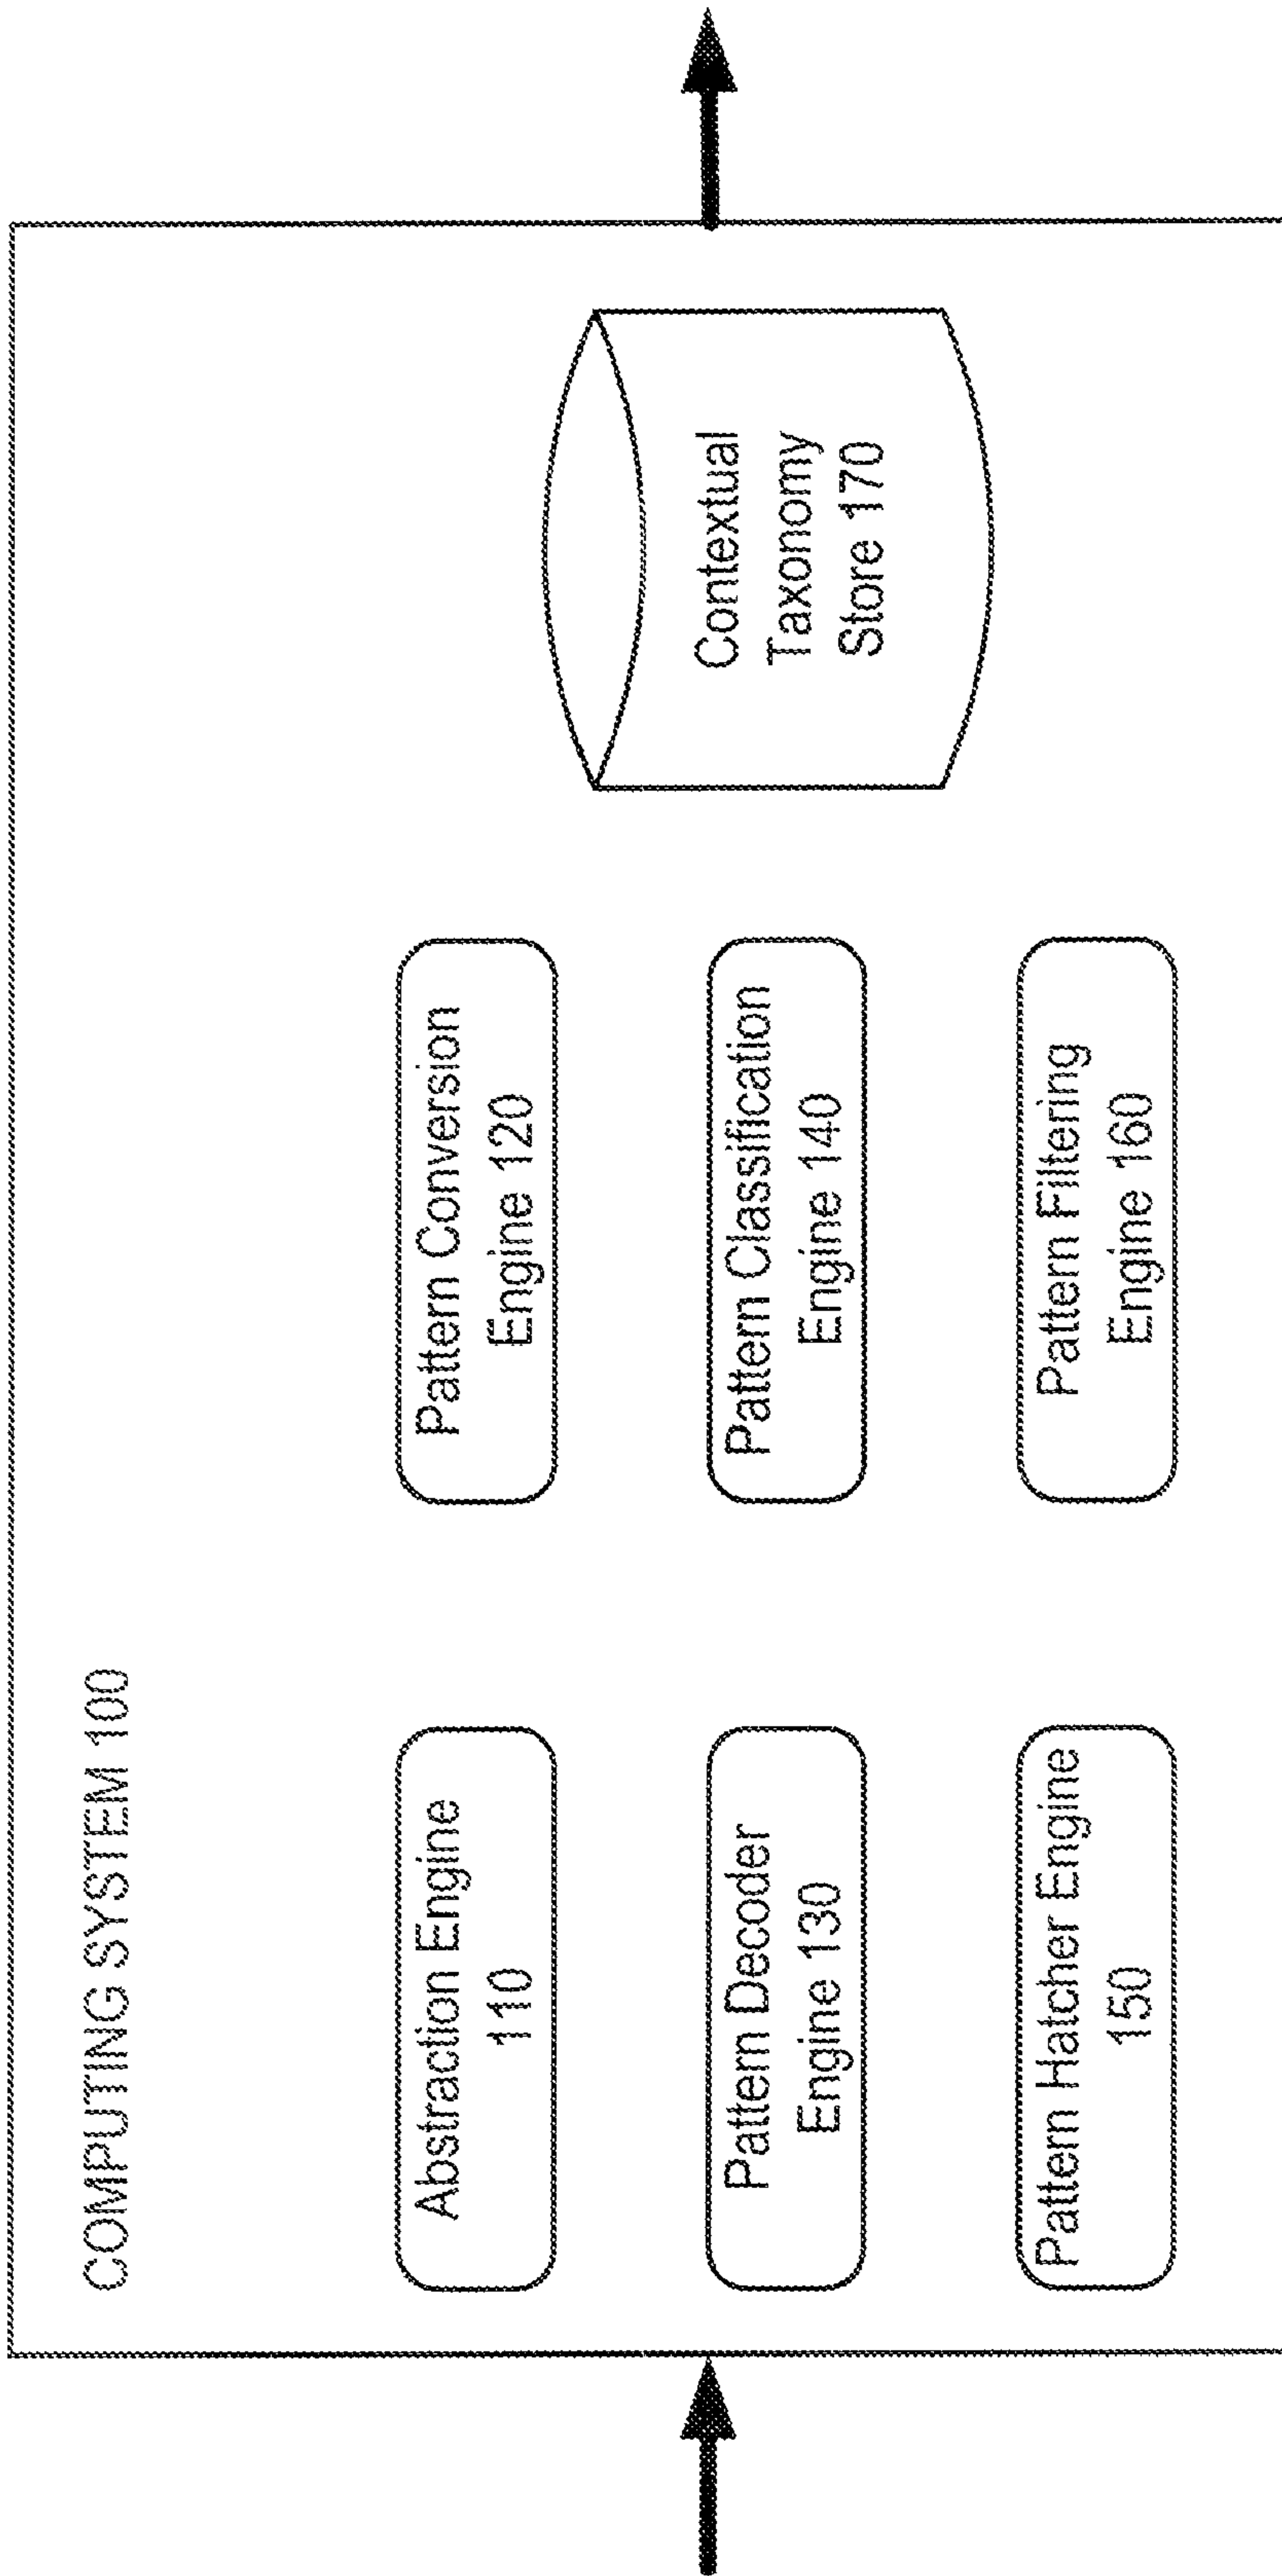 COMPUTING SYSTEM 100
Abstraction Engine
110
Pattern Conversion
Engine 120
Pattern Decoder
Engine 130
Pattern Classification
Engine 140
Pattern Hatcher Engine
150
Pattern Filtering
Engine 160
Contextual
Taxonomy
Store 170